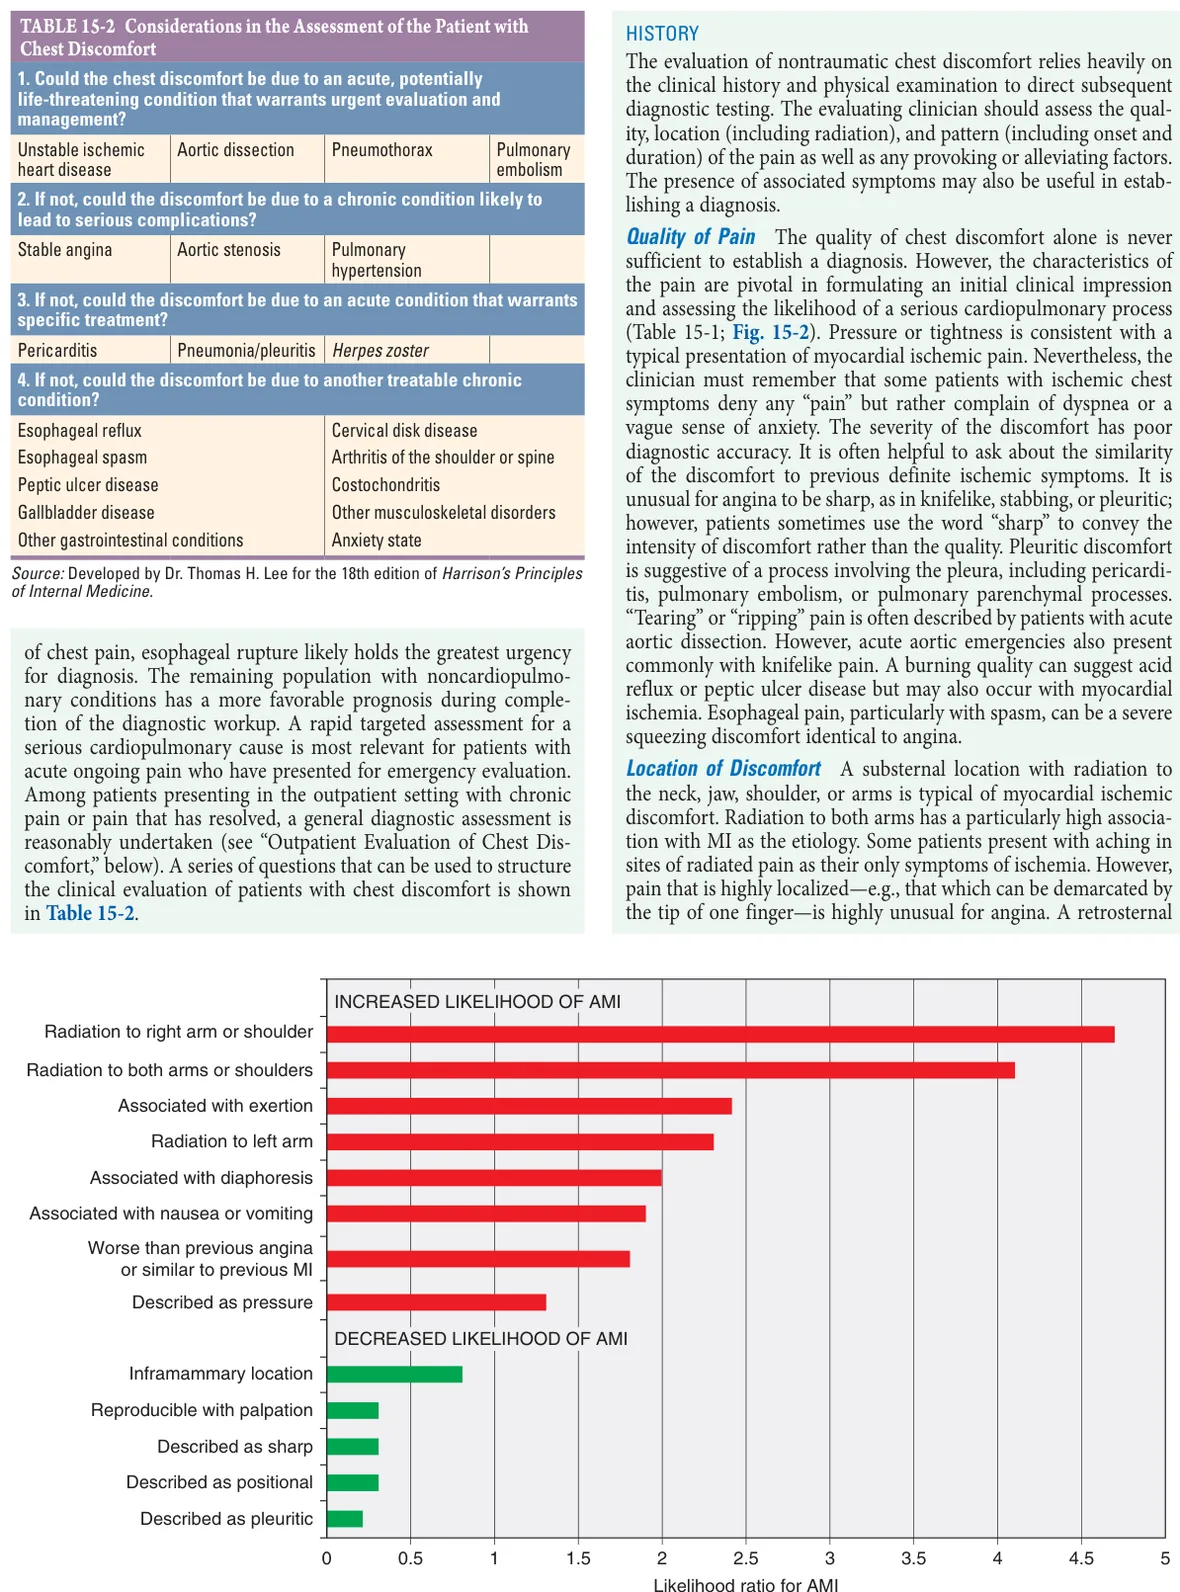 TABLE 15-2 Considerations in the Assessment of the Patient with
Chest Discomfort
1. Could the chest discomfort be due to an acute, potentially
life-threatening condition that warrants urgent evaluation and
management?
Unstable ischemic heart disease
Aortic dissection
Pneumothorax
Pulmonary embolism
2. If not, could the discomfort be due to a chronic condition likely to
lead to serious complications?
Stable angina
Aortic stenosis
Pulmonary hypertension
3. If not, could the discomfort be due to an acute condition that warrants
specific treatment?
Pericarditis
Pneumonia/pleuritis
Herpes zoster
4. If not, could the discomfort be due to another treatable chronic
condition?
Esophageal reflux
Cervical disk disease
Esophageal spasm
Arthritis of the shoulder or spine
Peptic ulcer disease
Costochondritis
Gallbladder disease
Other musculoskeletal disorders
Other gastrointestinal conditions
Anxiety state
Source: Developed by Dr. Thomas H. Lee for the 18th edition of Harrison's Principles
of Internal Medicine.
of chest pain, esophageal rupture likely holds the greatest urgency
for diagnosis. The remaining population with noncardiopulmo-
nary conditions has a more favorable prognosis during comple-
tion of the diagnostic workup. A rapid targeted assessment for a
serious cardiopulmonary cause is most relevant for patients with
acute ongoing pain who have presented for emergency evaluation.
Among patients presenting in the outpatient setting with chronic
pain or pain that has resolved, a general diagnostic assessment is
reasonably undertaken (see “Outpatient Evaluation of Chest Dis-
comfort,” below). A series of questions that can be used to structure
the clinical evaluation of patients with chest discomfort is shown
in Table 15-2.
HISTORY
The evaluation of nontraumatic chest discomfort relies heavily on
the clinical history and physical examination to direct subsequent
diagnostic testing. The evaluating clinician should assess the qual-
ity, location (including radiation), and pattern (including onset and
duration) of the pain as well as any provoking or alleviating factors.
The presence of associated symptoms may also be useful in estab-
lishing a diagnosis.
Quality of Pain The quality of chest discomfort alone is never
sufficient to establish a diagnosis. However, the characteristics of
the pain are pivotal in formulating an initial clinical impression
and assessing the likelihood of a serious cardiopulmonary process
(Table 15-1; Fig. 15-2). Pressure or tightness is consistent with a
typical presentation of myocardial ischemic pain. Nevertheless, the
clinician must remember that some patients with ischemic chest
symptoms deny any “pain” but rather complain of dyspnea or a
vague sense of anxiety. The severity of the discomfort has poor
diagnostic accuracy. It is often helpful to ask about the similarity
of the discomfort to previous definite ischemic symptoms. It is
unusual for angina to be sharp, as in knifelike, stabbing, or pleuritic;
however, patients sometimes use the word “sharp” to convey the
intensity of discomfort rather than the quality. Pleuritic discomfort
is suggestive of a process involving the pleura, including pericardi-
tis, pulmonary embolism, or pulmonary parenchymal processes.
“Tearing” or “ripping” pain is often described by patients with acute
aortic dissection. However, acute aortic emergencies also present
commonly with knifelike pain. A burning quality can suggest acid
reflux or peptic ulcer disease but may also occur with myocardial
ischemia. Esophageal pain, particularly with spasm, can be a severe
squeezing discomfort identical to angina.
Location of Discomfort A substernal location with radiation to
the neck, jaw, shoulder, or arms is typical of myocardial ischemic
discomfort. Radiation to both arms has a particularly high associa-
tion with MI as the etiology. Some patients present with aching in
sites of radiated pain as their only symptoms of ischemia. However,
pain that is highly localized—e.g., that which can be demarcated by
the tip of one finger—is highly unusual for angina. A retrosternal
INCREASED LIKELIHOOD OF AMI
Radiation to right arm or shoulder
Radiation to both arms or shoulders
Associated with exertion
Radiation to left arm
Associated with diaphoresis
Associated with nausea or vomiting
Worse than previous angina
or similar to previous MI
Described as pressure
DECREASED LIKELIHOOD OF AMI
Inframammary location
Reproducible with palpation
Described as sharp
Described as positional
Described as pleuritic
0 0.5 1 1.5 2 2.5 3 3.5 4 4.5 5
Likelihood ratio for AMI